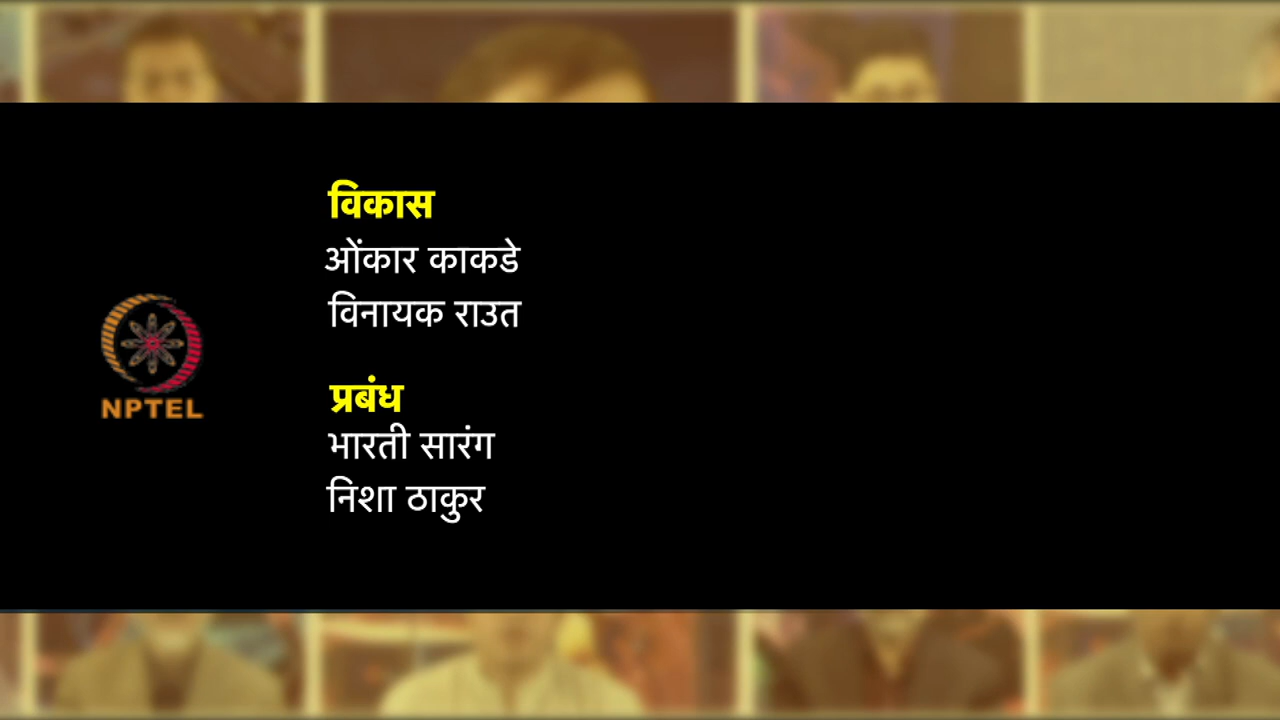 विकास
ओंकार काकडे
विनायक राउत
NPTEL
प्रबंध
भारती सारंग
निशा ठाकुर